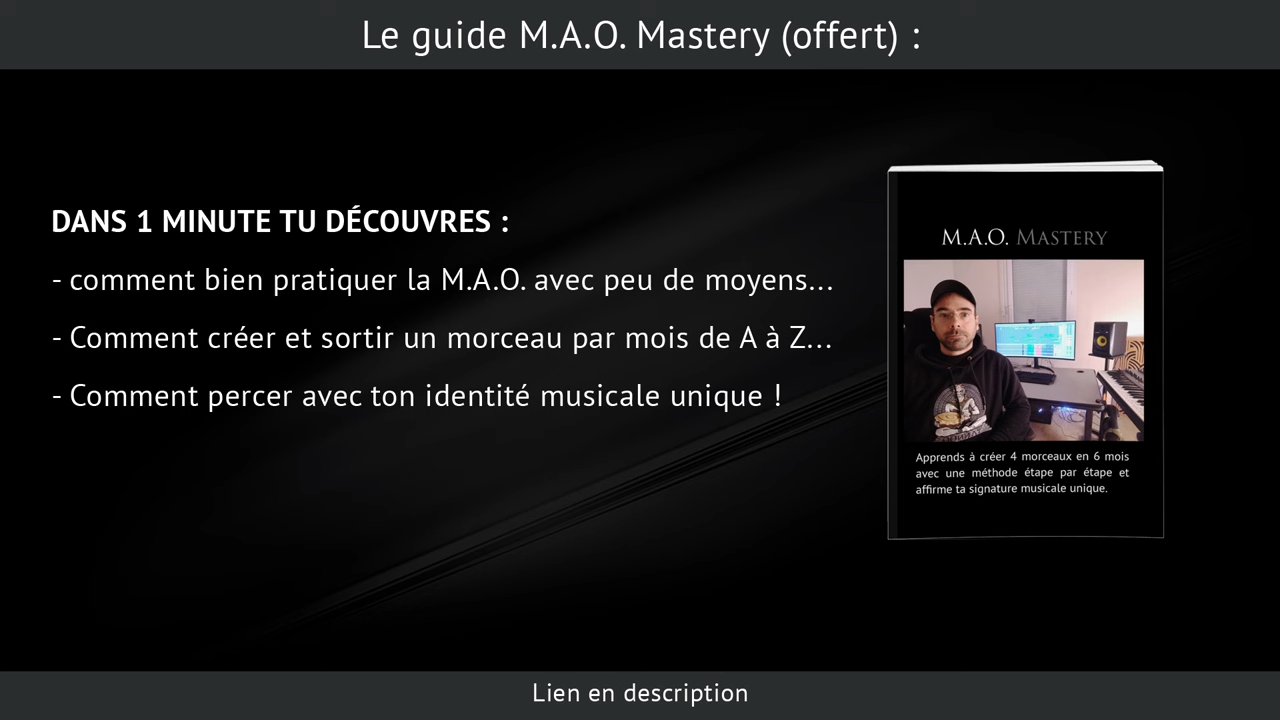 Le guide M.A.O. Mastery (offert) :
DANS 1 MINUTE TU DÉCOUVRES :
- comment bien pratiquer la M.A.O. avec peu de moyens...
- Comment créer et sortir un morceau par mois de A à Z...
- Comment percer avec ton identité musicale unique !
M.A.O. MASTERY
Apprends à créer 4 morceaux en 6 mois
avec une méthode étape par étape et
affirme ta signature musicale unique.
Lien en description